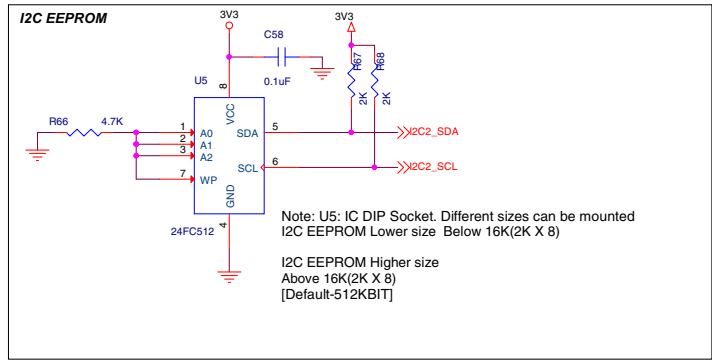 I2C EEPROM
3V3
3V3
C58
0.1uF
R67
2K
R68
2K
U5
8
VCC
R66
4.7K
1
A0
SDA
5
I2C2_SDA
2
A1
3
A2
SCL
6
I2C2_SCL
7
WP
GND
4
24FC512
Note: U5: IC DIP Socket. Different sizes can be mounted
I2C EEPROM Lower size Below 16K(2K X 8)
I2C EEPROM Higher size
Above 16K(2K X 8)
[Default-512KBIT]